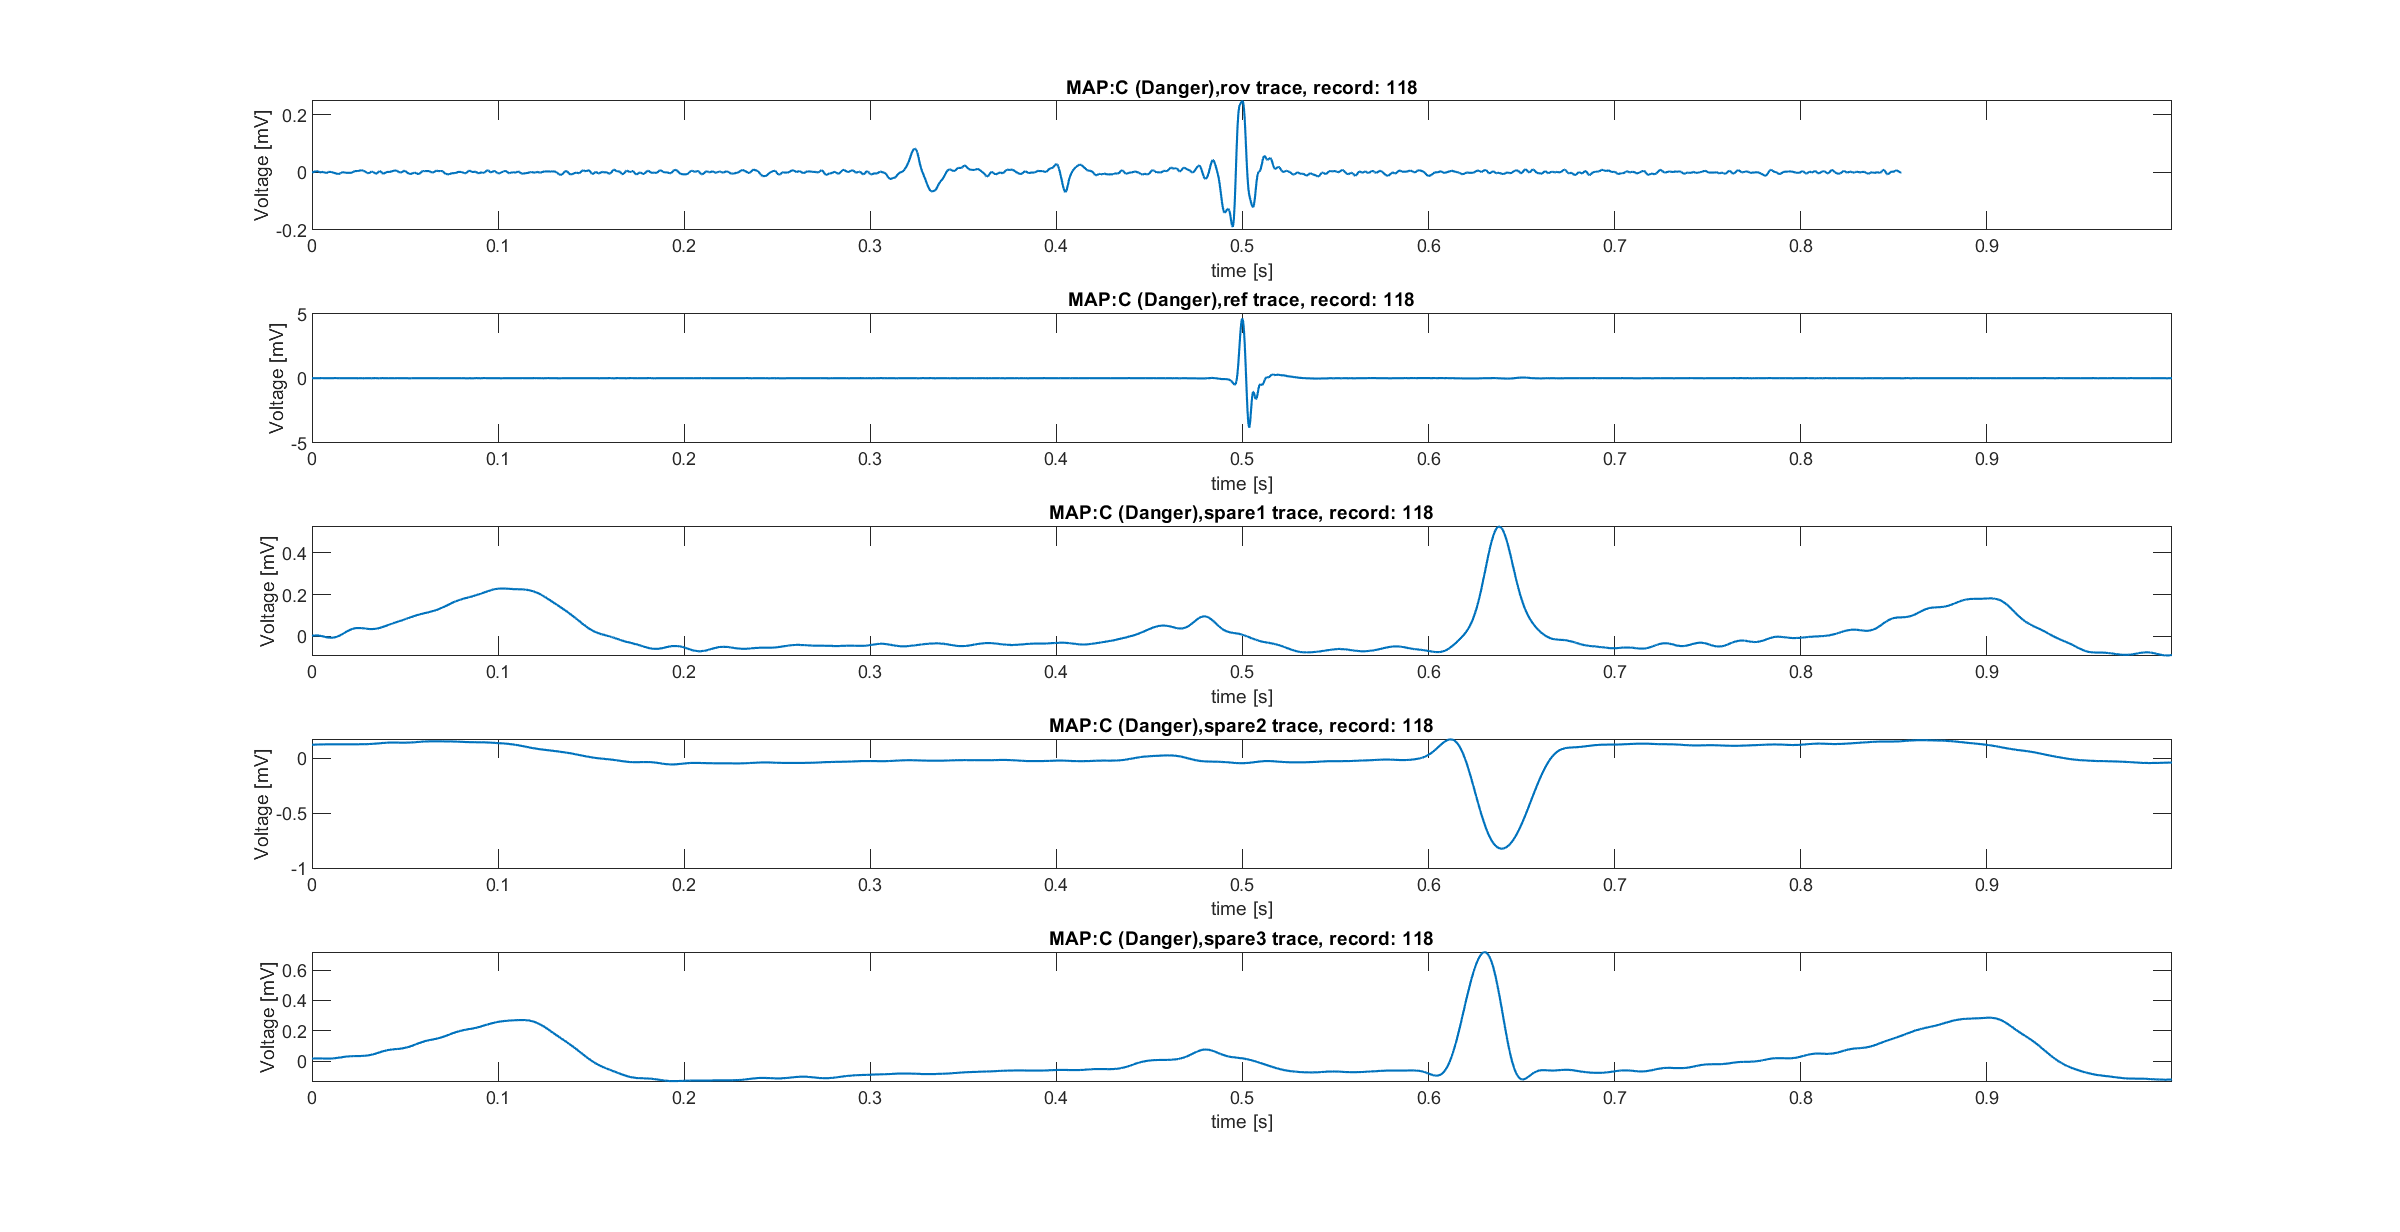 MAP:C (Danger),rov trace, record: 118
Voltage [mV]
0.2
0
-0.2
0 0.1 0.2 0.3 0.4 0.5 0.6 0.7 0.8 0.9
time [s]
MAP:C (Danger),ref trace, record: 118
Voltage [mV]
5
0
-5
0 0.1 0.2 0.3 0.4 0.5 0.6 0.7 0.8 0.9
time [s]
MAP:C (Danger),spare1 trace, record: 118
Voltage [mV]
0.4
0.2
0
0 0.1 0.2 0.3 0.4 0.5 0.6 0.7 0.8 0.9
time [s]
MAP:C (Danger),spare2 trace, record: 118
Voltage [mV]
0
-0.5
-1
0 0.1 0.2 0.3 0.4 0.5 0.6 0.7 0.8 0.9
time [s]
MAP:C (Danger),spare3 trace, record: 118
Voltage [mV]
0.6
0.4
0.2
0
0 0.1 0.2 0.3 0.4 0.5 0.6 0.7 0.8 0.9
time [s]